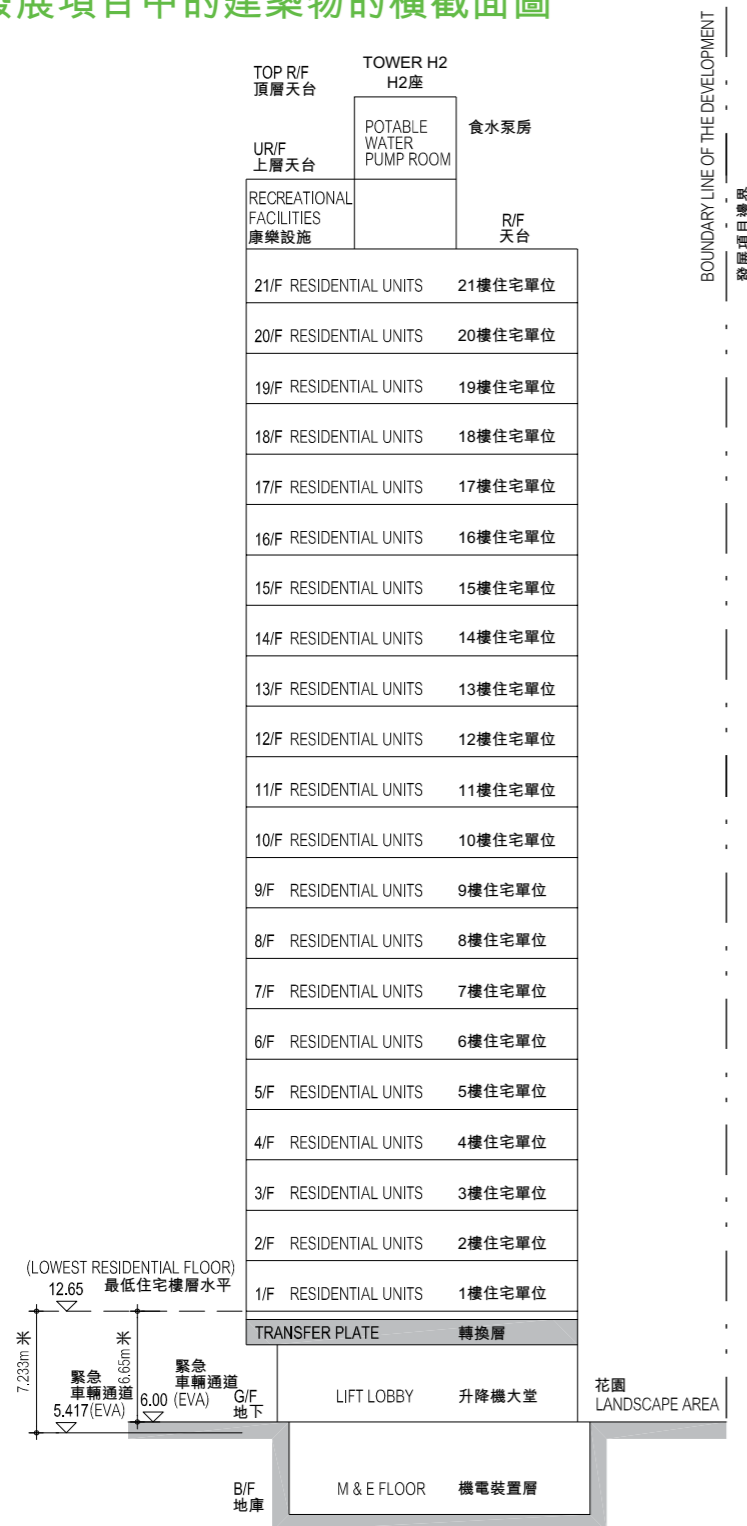 發展項目中的建築物的橫截面圖
TOWER H2
H2座
TOP R/F
頂層天台
POTABLE
WATER
PUMP ROOM
食水泵房
UR/F
上層天台
RECREATIONAL
FACILITIES
康樂設施
R/F
天台
BOUNDARY LINE OF THE DEVELOPMENT
發展項目邊界
21/F RESIDENTIAL UNITS 21樓住宅單位
20/F RESIDENTIAL UNITS 20樓住宅單位
19/F RESIDENTIAL UNITS 19樓住宅單位
18/F RESIDENTIAL UNITS 18樓住宅單位
17/F RESIDENTIAL UNITS 17樓住宅單位
16/F RESIDENTIAL UNITS 16樓住宅單位
15/F RESIDENTIAL UNITS 15樓住宅單位
14/F RESIDENTIAL UNITS 14樓住宅單位
13/F RESIDENTIAL UNITS 13樓住宅單位
12/F RESIDENTIAL UNITS 12樓住宅單位
11/F RESIDENTIAL UNITS 11樓住宅單位
10/F RESIDENTIAL UNITS 10樓住宅單位
9/F RESIDENTIAL UNITS 9樓住宅單位
8/F RESIDENTIAL UNITS 8樓住宅單位
7/F RESIDENTIAL UNITS 7樓住宅單位
6/F RESIDENTIAL UNITS 6樓住宅單位
5/F RESIDENTIAL UNITS 5樓住宅單位
4/F RESIDENTIAL UNITS 4樓住宅單位
3/F RESIDENTIAL UNITS 3樓住宅單位
2/F RESIDENTIAL UNITS 2樓住宅單位
1/F RESIDENTIAL UNITS 1樓住宅單位
(LOWEST RESIDENTIAL FLOOR)
12.65 最低住宅樓層水平
TRANSFER PLATE 轉換層
7.233m 米
6.65m 米
緊急
車輛通道
5.417(EVA)
緊急
車輛通道
6.00 (EVA)
G/F
地下
LIFT LOBBY 升降機大堂
花園
LANDSCAPE AREA
B/F
地庫
M & E FLOOR 機電裝置層